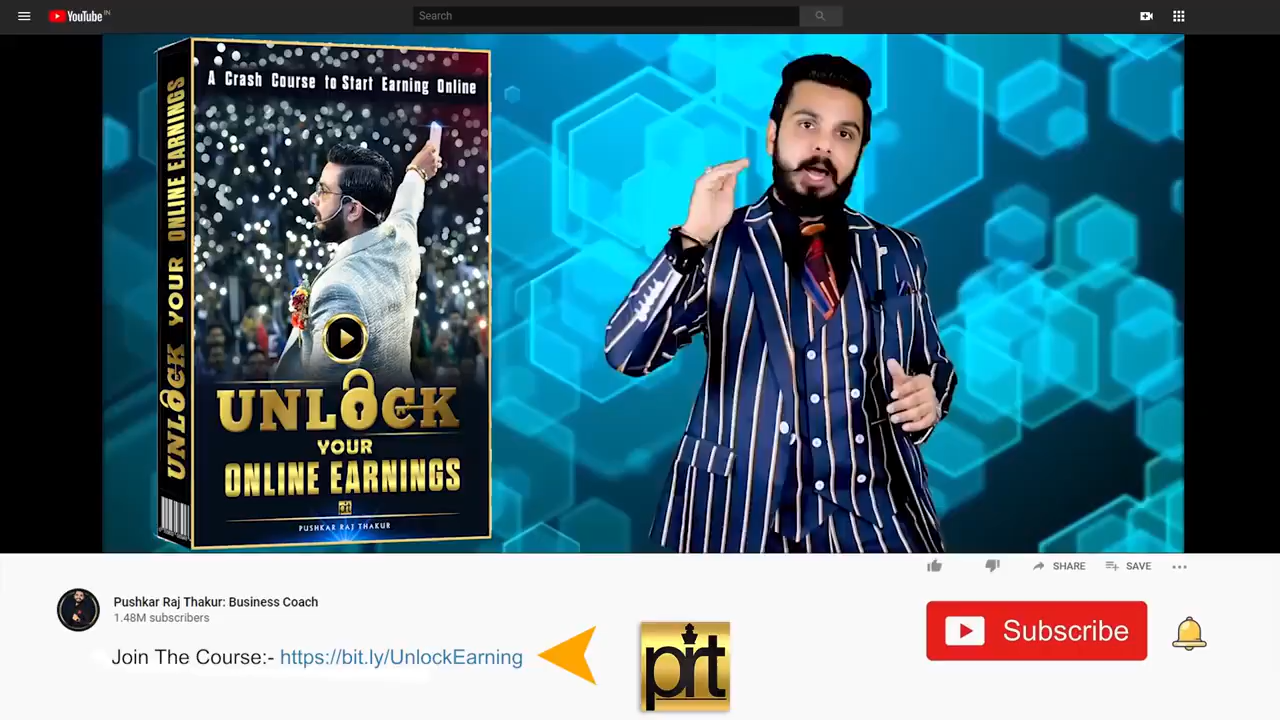 YouTube IN
Search
A Crash Course to Start Earning Online
UNLOCK YOUR ONLINE EARNINGS
UNLOCK
YOUR
ONLINE EARNINGS
prt
PUSHKAR RAJ THAKUR
SHARE
SAVE
Pushkar Raj Thakur: Business Coach
1.48M subscribers
Join The Course:- https://bit.ly/UnlockEarning
prt
Subscribe